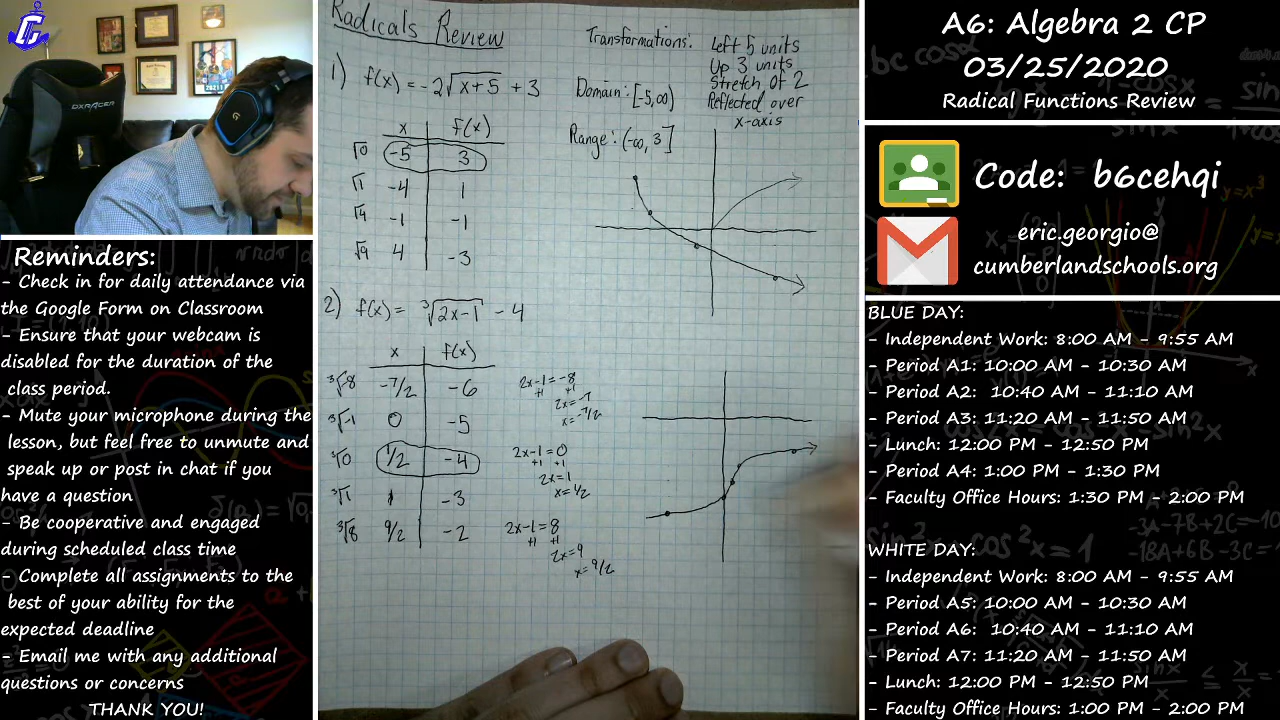 C
DXRACER
G
Reminders:
- Check in for daily attendance via
the Google Form on Classroom
- Ensure that your webcam is
disabled for the duration of the
class period.
- Mute your microphone during the
lesson, but feel free to unmute and
speak up or post in chat if you
have a question
- Be cooperative and engaged
during scheduled class time
- Complete all assignments to the
best of your ability for the
expected deadline
- Email me with any additional
questions or concerns
THANK YOU!
Radicals Review
1) f(x) = -2√x+5 + 3
x f(x)
√0 -5 3
√1 -4 1
√4 -1 -1
√9 4 -3
Transformations: Left 5 units
Up 3 units
Stretch of 2
Reflected over
x-axis
Domain: [-5,∞)
Range: (-∞, 3]
2) f(x) = ³√2x-1 - 4
x f(x)
³√-8 -7/2 -6
³√-1 0 -5
³√0 1/2 -4
³√1 1 -3
³√8 9/2 -2
2x-1=-8
+1 +1
2x=-7
x=-7/2
2x-1=0
+1 +1
2x=1
x=1/2
2x-1=8
+1 +1
2x=9
x=9/2
A6: Algebra 2 CP
03/25/2020
Radical Functions Review
Code: b6cehqi
eric.georgio@
cumberlandschools.org
BLUE DAY:
- Independent Work: 8:00 AM - 9:55 AM
- Period A1: 10:00 AM - 10:30 AM
- Period A2: 10:40 AM - 11:10 AM
- Period A3: 11:20 AM - 11:50 AM
- Lunch: 12:00 PM - 12:50 PM
- Period A4: 1:00 PM - 1:30 PM
- Faculty Office Hours: 1:30 PM - 2:00 PM
WHITE DAY:
- Independent Work: 8:00 AM - 9:55 AM
- Period A5: 10:00 AM - 10:30 AM
- Period A6: 10:40 AM - 11:10 AM
- Period A7: 11:20 AM - 11:50 AM
- Lunch: 12:00 PM - 12:50 PM
- Faculty Office Hours: 1:00 PM - 2:00 PM